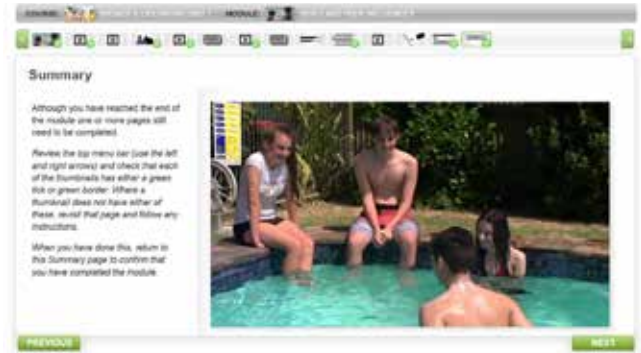 COURSE:
MODULE:
Summary
Although you have reached the end of
the module one or more pages still
need to be completed.
Review the top menu bar (use the left
and right arrows) and check that each
of the thumbnails has either a green
tick or green border. Where a
thumbnail does not have either of
these, revisit that page and follow any
instructions.
When you have done this, return to
this Summary page to confirm that
you have completed the module.
PREVIOUS
NEXT